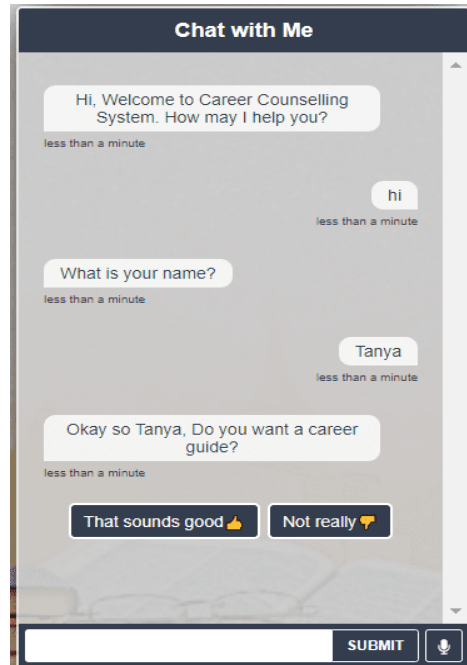 Chat with Me
Hi, Welcome to Career Counselling
System. How may I help you?
less than a minute
hi
less than a minute
What is your name?
less than a minute
Tanya
less than a minute
Okay so Tanya, Do you want a career
guide?
less than a minute
That sounds good👍 Not really👎
SUBMIT